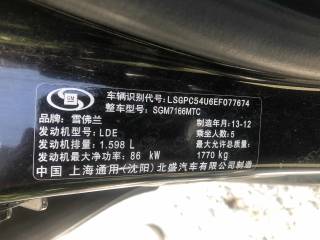 GM
车辆识别代号: LSGPC54U6EF077674
整车型号: SGM7166MTC
品牌: 雪佛兰 制造年月: 13-12
发动机型号: LDE 乘坐人数: 5
发动机排量: 1.598 L 最大允许总质量:
发动机最大净功率: 86 kW 1770 kg
中国 上海通用(沈阳)北盛汽车有限公司制造